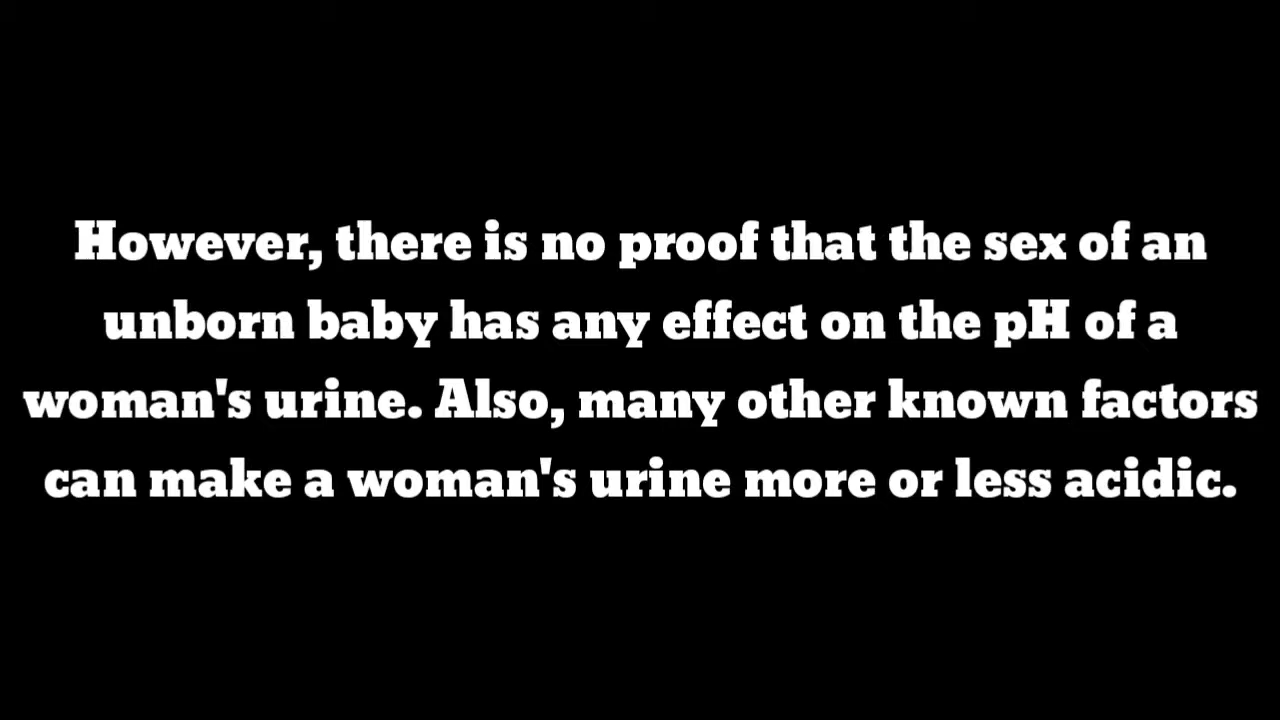 However, there is no proof that the sex of an
unborn baby has any effect on the pH of a
woman's urine. Also, many other known factors
can make a woman's urine more or less acidic.